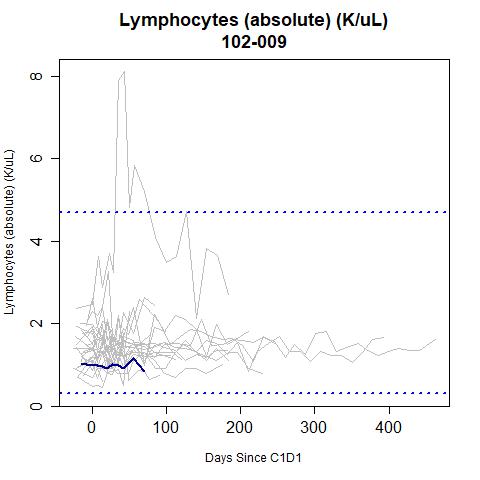 Lymphocytes (absolute) (K/uL)
102-009
Lymphocytes (absolute) (K/uL)
8
6
4
2
0
0 100 200 300 400
Days Since C1D1